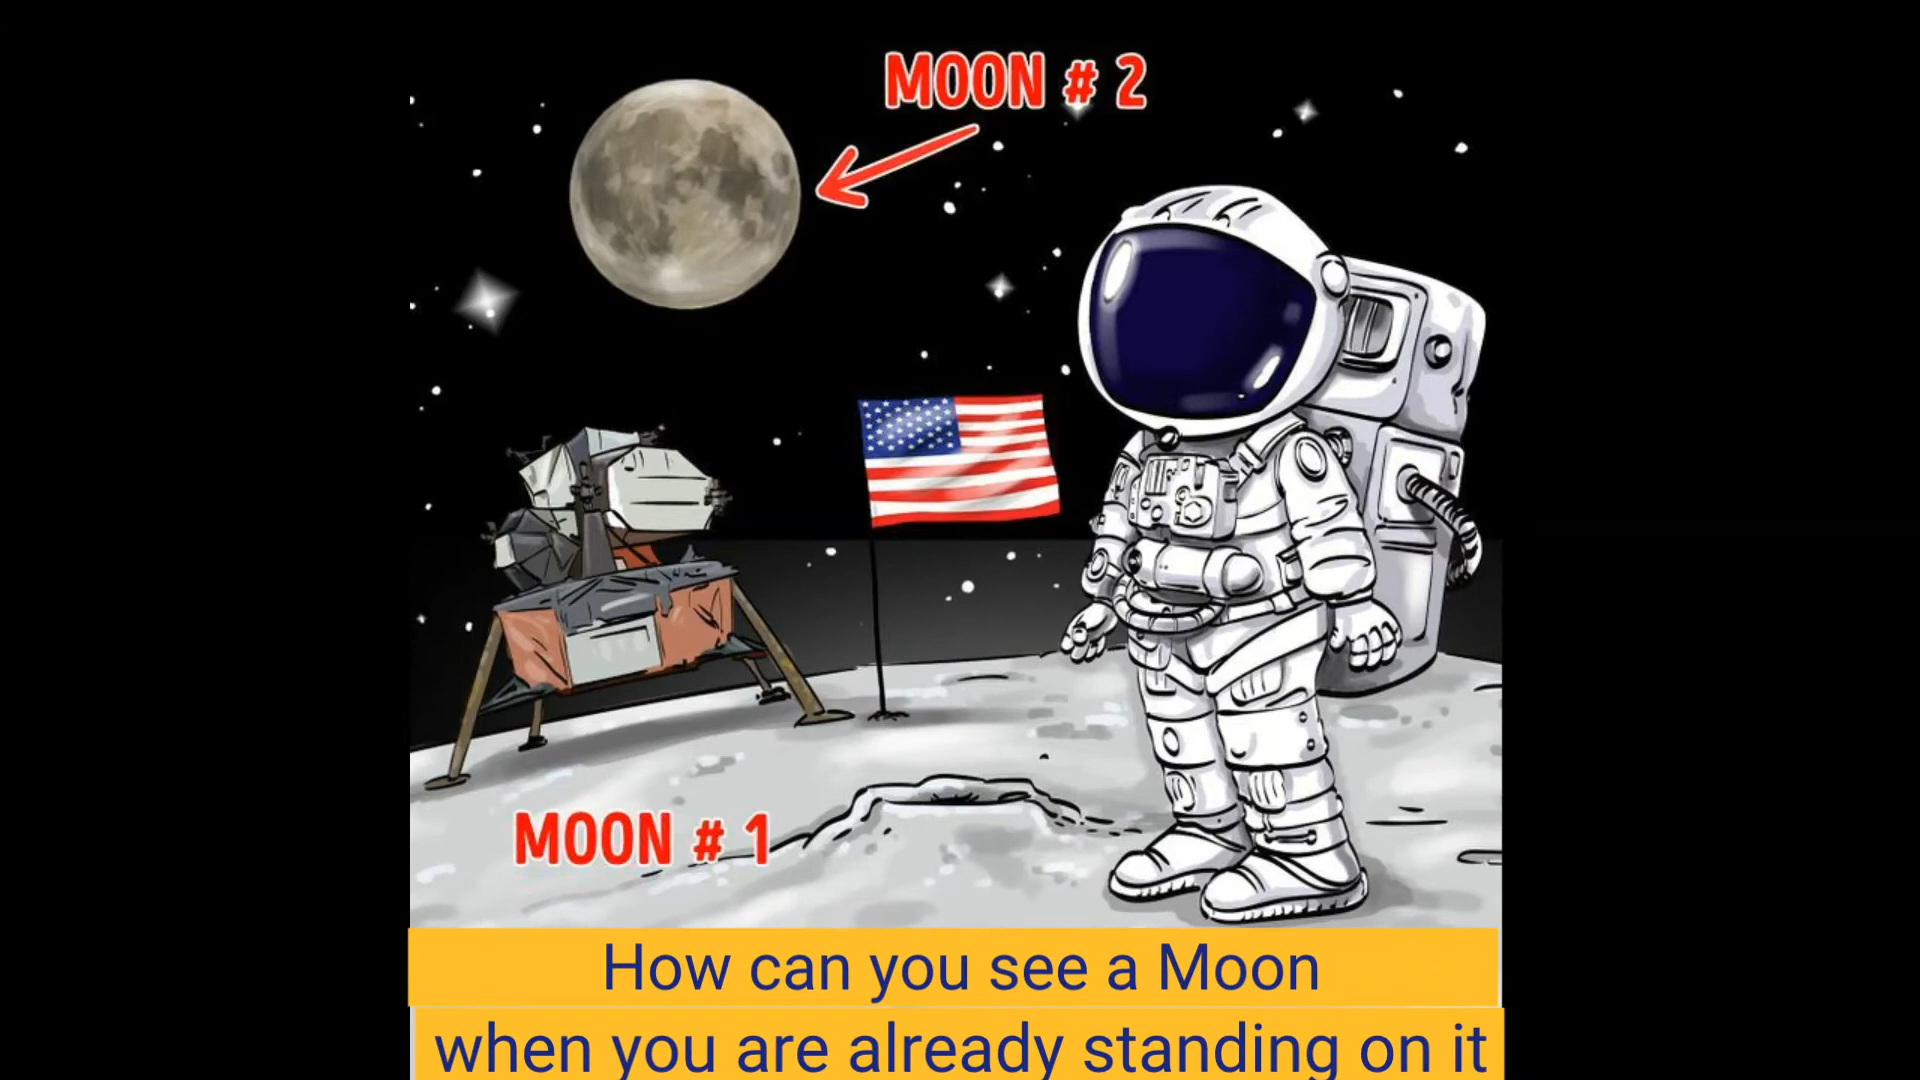 MOON # 2
MOON # 1
How can you see a Moon
when you are already standing on it